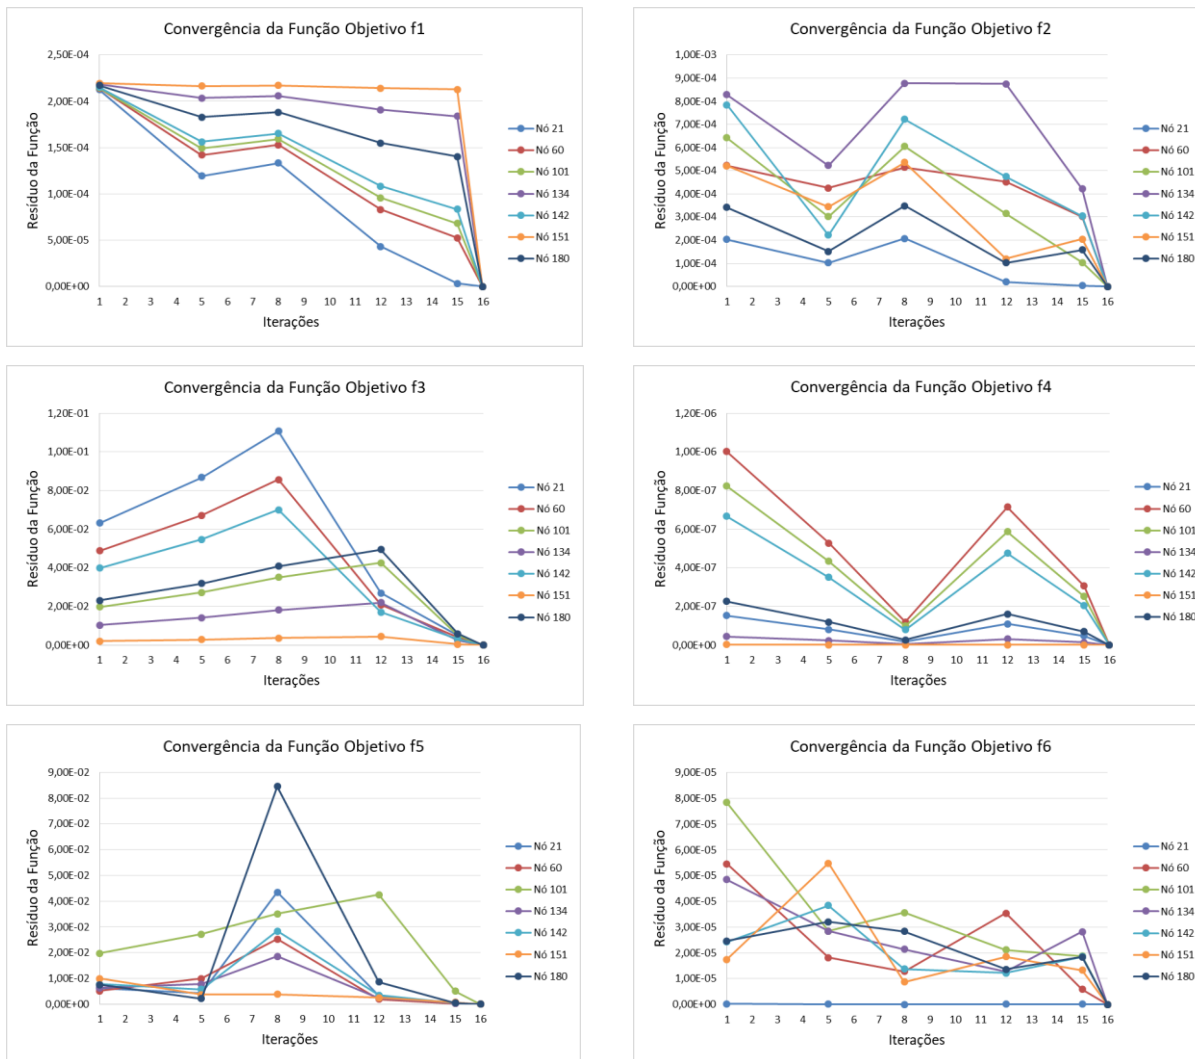 Convergência da Função Objetivo f1
Resíduo da Função
2,50E-04
2,00E-04
1,50E-04
1,00E-04
5,00E-05
0,00E+00
1 2 3 4 5 6 7 8 9 10 11 12 13 14 15 16
Iterações
Nó 21
Nó 60
Nó 101
Nó 134
Nó 142
Nó 151
Nó 180
Convergência da Função Objetivo f2
Resíduo da Função
1,00E-03
9,00E-04
8,00E-04
7,00E-04
6,00E-04
5,00E-04
4,00E-04
3,00E-04
2,00E-04
1,00E-04
0,00E+00
1 2 3 4 5 6 7 8 9 10 11 12 13 14 15 16
Iterações
Nó 21
Nó 60
Nó 101
Nó 134
Nó 142
Nó 151
Nó 180
Convergência da Função Objetivo f3
Resíduo da Função
1,20E-01
1,00E-01
8,00E-02
6,00E-02
4,00E-02
2,00E-02
0,00E+00
1 2 3 4 5 6 7 8 9 10 11 12 13 14 15 16
Iterações
Nó 21
Nó 60
Nó 101
Nó 134
Nó 142
Nó 151
Nó 180
Convergência da Função Objetivo f4
Resíduo da Função
1,20E-06
1,00E-06
8,00E-07
6,00E-07
4,00E-07
2,00E-07
0,00E+00
1 2 3 4 5 6 7 8 9 10 11 12 13 14 15 16
Iterações
Nó 21
Nó 60
Nó 101
Nó 134
Nó 142
Nó 151
Nó 180
Convergência da Função Objetivo f5
Resíduo da Função
9,00E-02
8,00E-02
7,00E-02
6,00E-02
5,00E-02
4,00E-02
3,00E-02
2,00E-02
1,00E-02
0,00E+00
1 2 3 4 5 6 7 8 9 10 11 12 13 14 15 16
Iterações
Nó 21
Nó 60
Nó 101
Nó 134
Nó 142
Nó 151
Nó 180
Convergência da Função Objetivo f6
Resíduo da Função
9,00E-05
8,00E-05
7,00E-05
6,00E-05
5,00E-05
4,00E-05
3,00E-05
2,00E-05
1,00E-05
0,00E+00
1 2 3 4 5 6 7 8 9 10 11 12 13 14 15 16
Iterações
Nó 21
Nó 60
Nó 101
Nó 134
Nó 142
Nó 151
Nó 180